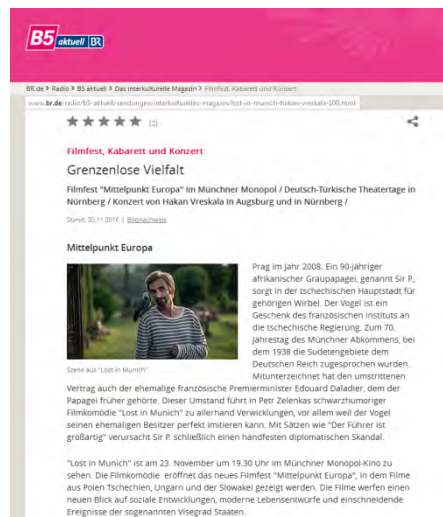 B5 aktuell BR
BR.de > Radio > B5 aktuell > Das interkulturelle Magazin > Filmfest, Kabarett und Konzert
www.br.de/radio/b5-aktuell/sendungen/interkulturelles-magazin/lost-in-munich-hakan-vreskala-100.html
(2)
Filmfest, Kabarett und Konzert
Grenzenlose Vielfalt
Filmfest "Mittelpunkt Europa" im Münchner Monopol / Deutsch-Türkische Theatertage in
Nürnberg / Konzert von Hakan Vreskala in Augsburg und in Nürnberg /
Stand: 20.11.2016 | Bildnachweis
Mittelpunkt Europa
Prag im Jahr 2008. Ein 90-jähriger
afrikanischer Graupapagei, genannt Sir P.,
sorgt in der tschechischen Hauptstadt für
gehörigen Wirbel. Der Vogel ist ein
Geschenk des französischen Instituts an
die tschechische Regierung. Zum 70.
Jahrestag des Münchner Abkommens, bei
dem 1938 die Sudetengebiete dem
Deutschen Reich zugesprochen wurden.
Szene aus "Lost in Munich"
Mitunterzeichnet hat den umstrittenen
Vertrag auch der ehemalige französische Premierminister Edouard Daladier, dem der
Papagei früher gehörte. Dieser Umstand führt in Petr Zelenkas schwarzhumoriger
Filmkomödie "Lost in Munich" zu allerhand Verwicklungen, vor allem weil der Vogel
seinen ehemaligen Besitzer perfekt imitieren kann. Mit Sätzen wie "Der Führer ist
großartig" verursacht Sir P. schließlich einen handfesten diplomatischen Skandal.
"Lost in Munich" ist am 23. November um 19.30 Uhr im Münchner Monopol-Kino zu
sehen. Die Filmkomödie eröffnet das neues Filmfest "Mittelpunkt Europa", in dem Filme
aus Polen Tschechien, Ungarn und der Slowakei gezeigt werden. Die Filme werfen einen
neuen Blick auf soziale Entwicklungen, moderne Lebensentwürfe und einschneidende
Ereignisse der sogenannten Visegrad Staaten.